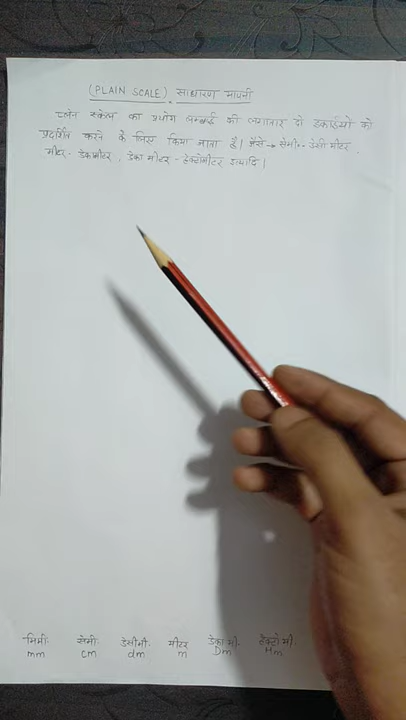 (PLAIN SCALE) साधारण मापनी
प्लेन स्केल का प्रयोग लम्बाई की लगातार दो इकाईयों को
प्रदर्शित करने के लिए किया जाता है। जैसे → सेमी॰- डेसी मीटर,
मीटर - डेकामीटर, डेका मीटर - हेक्टोमीटर इत्यादि।
मिमी॰ सेमी॰ डेसीमी॰ मीटर डेका मी॰ हेक्टो मी॰
mm cm dm m Dm Hm